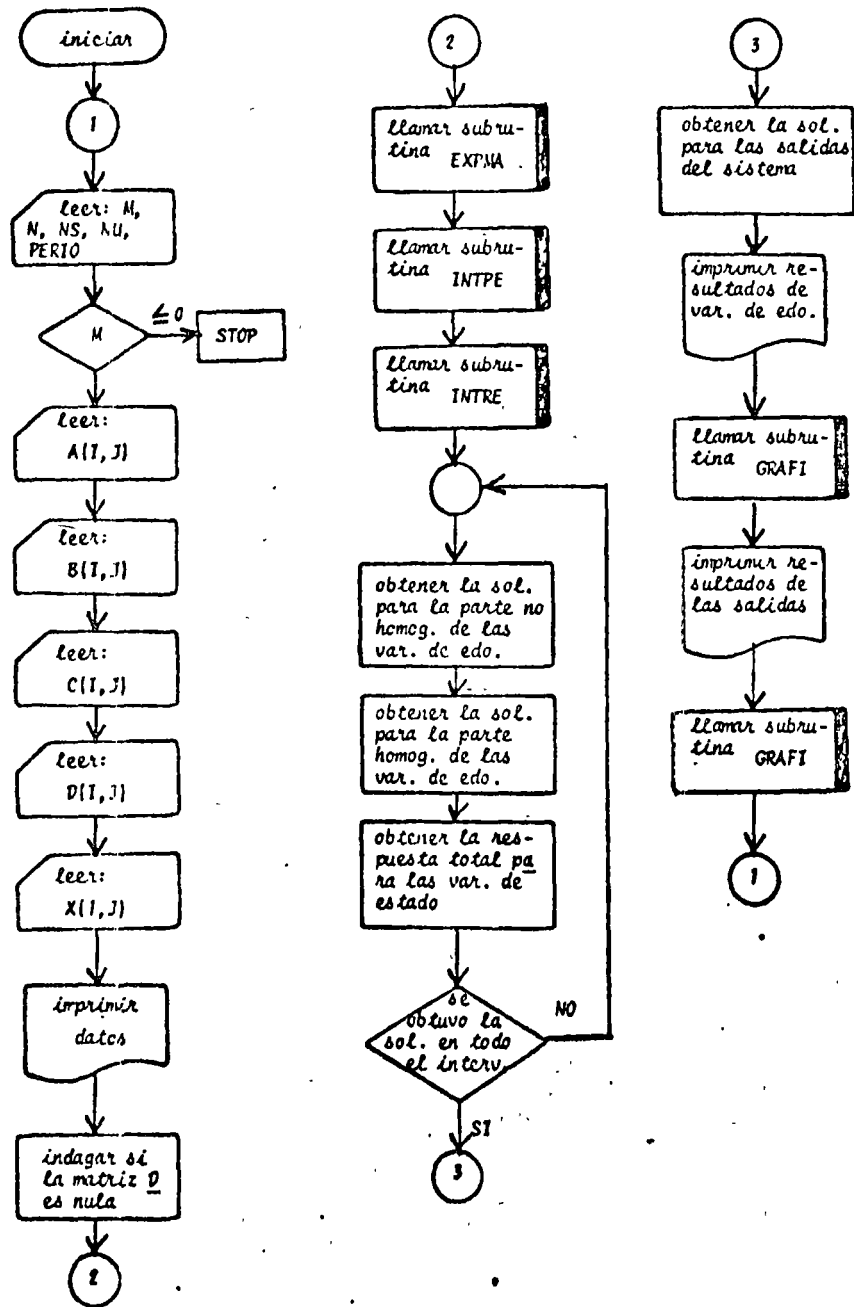 iniciar
1
leer: M,
N, NS, NU,
PERIO
M
≤ 0
STOP
leer:
A(I,J)
leer:
B(I,J)
leer:
C(I,J)
leer:
D(I,J)
leer:
X(I,J)
imprimir
datos
indagar si
la matriz D
es nula
2
2
llamar subru-
tina EXPMA
llamar subru-
tina INTPE
llamar subru-
tina INTRE
obtener la sol.
para la parte no
homog. de las
var. de edo.
obtener la sol.
para la parte
homog. de las
var. de edo.
obtener la res-
puesta total pa
ra las var. de
estado
se
obtuvo la
sol. en todo
el interv.
NO
SI
3
3
obtener la sol.
para las salidas
del sistema
imprimir re-
sultados de
var. de edo.
llamar subru-
tina GRAFI
imprimir re-
sultados de
las salidas
llamar subru-
tina GRAFI
1